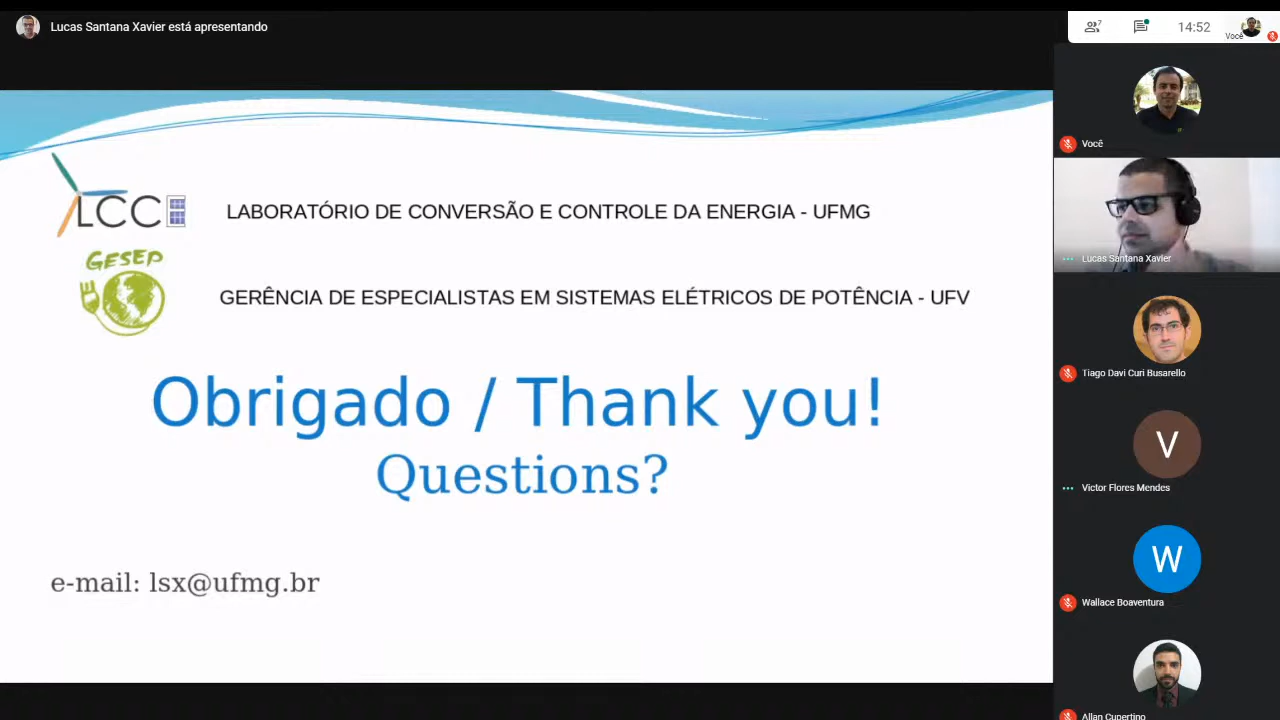 Lucas Santana Xavier está apresentando
7
14:52
Você
LCCE
LABORATÓRIO DE CONVERSÃO E CONTROLE DA ENERGIA - UFMG
GESEP
GERÊNCIA DE ESPECIALISTAS EM SISTEMAS ELÉTRICOS DE POTÊNCIA - UFV
Obrigado / Thank you!
Questions?
e-mail: lsx@ufmg.br
Você
Lucas Santana Xavier
Tiago Davi Curi Busarello
V
Victor Flores Mendes
W
Wallace Boaventura
Allan Cupertino